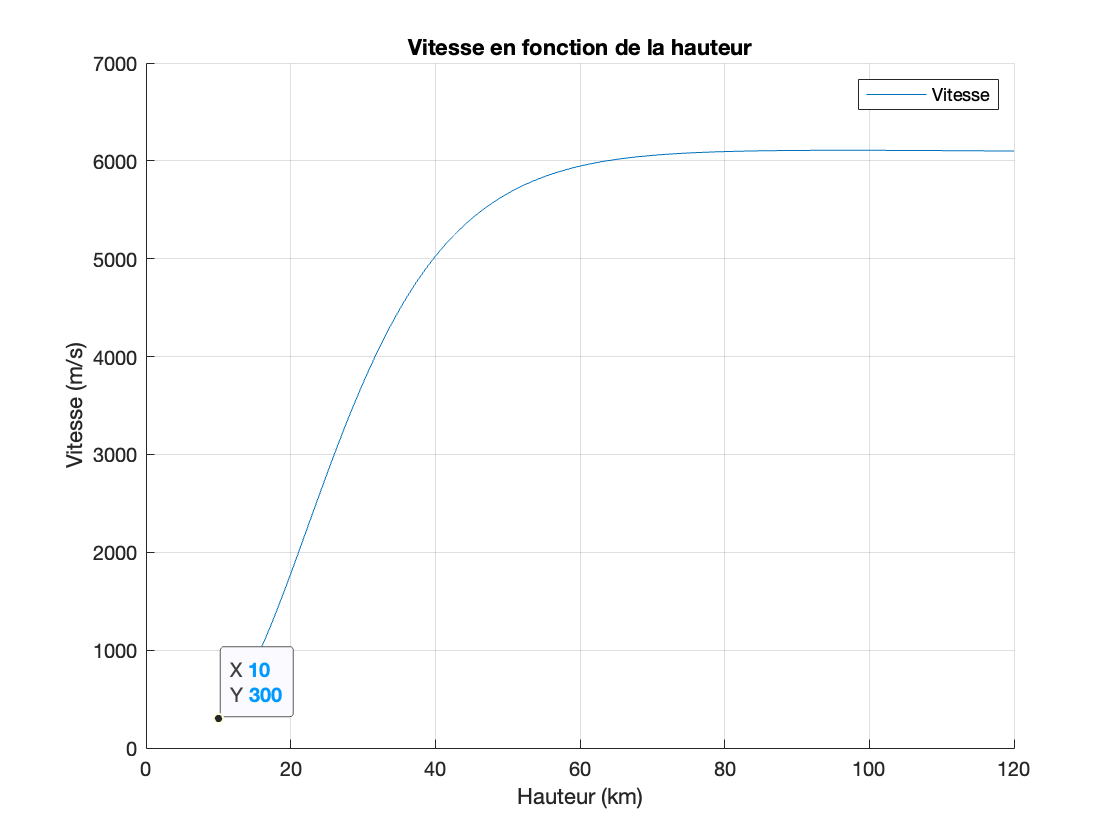 Vitesse en fonction de la hauteur
7000
Vitesse
6000
5000
4000
Vitesse (m/s)
3000
2000
1000
X 10
Y 300
0
0 20 40 60 80 100 120
Hauteur (km)